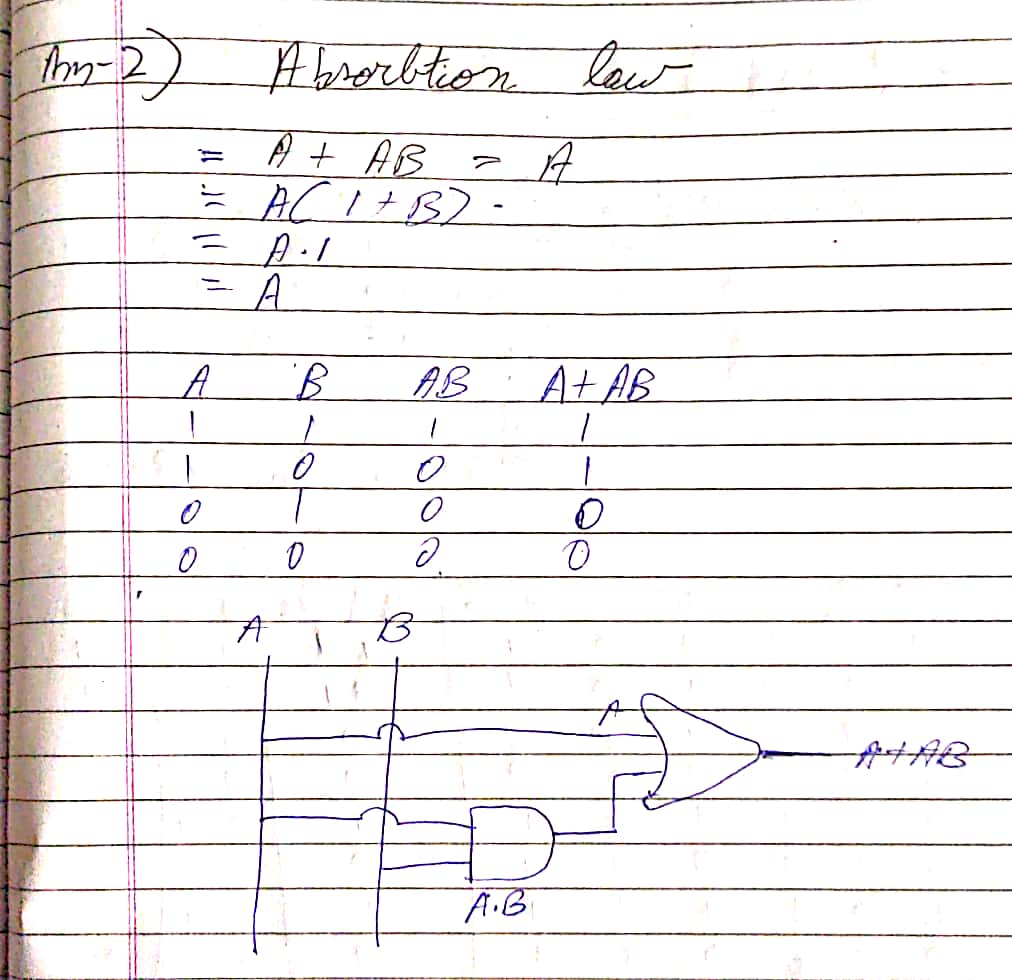 Ans-2) Absorbtion law
= A + AB = A
= A(1+B).
= A.1
= A
A B AB A+AB
1 1 1 1
1 0 0 1
0 1 0 0
0 0 0 0
A B
A
A+AB
A.B